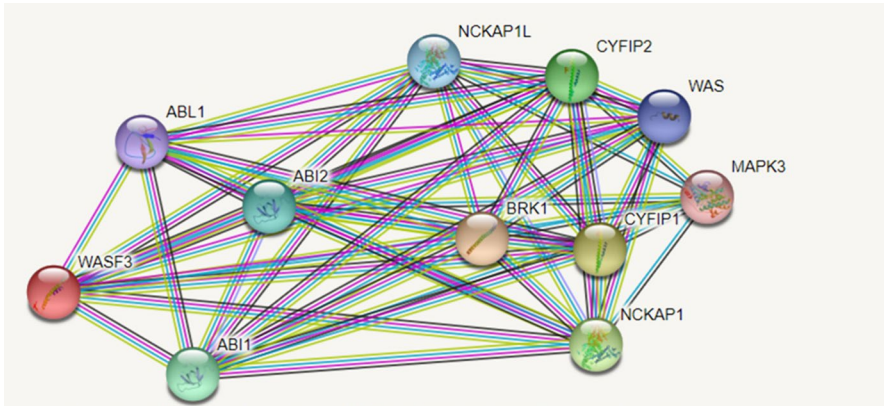 NCKAP1L
CYFIP2
WAS
ABL1
MAPK3
ABI2
BRK1
CYFIP1
WASF3
NCKAP1
ABI1